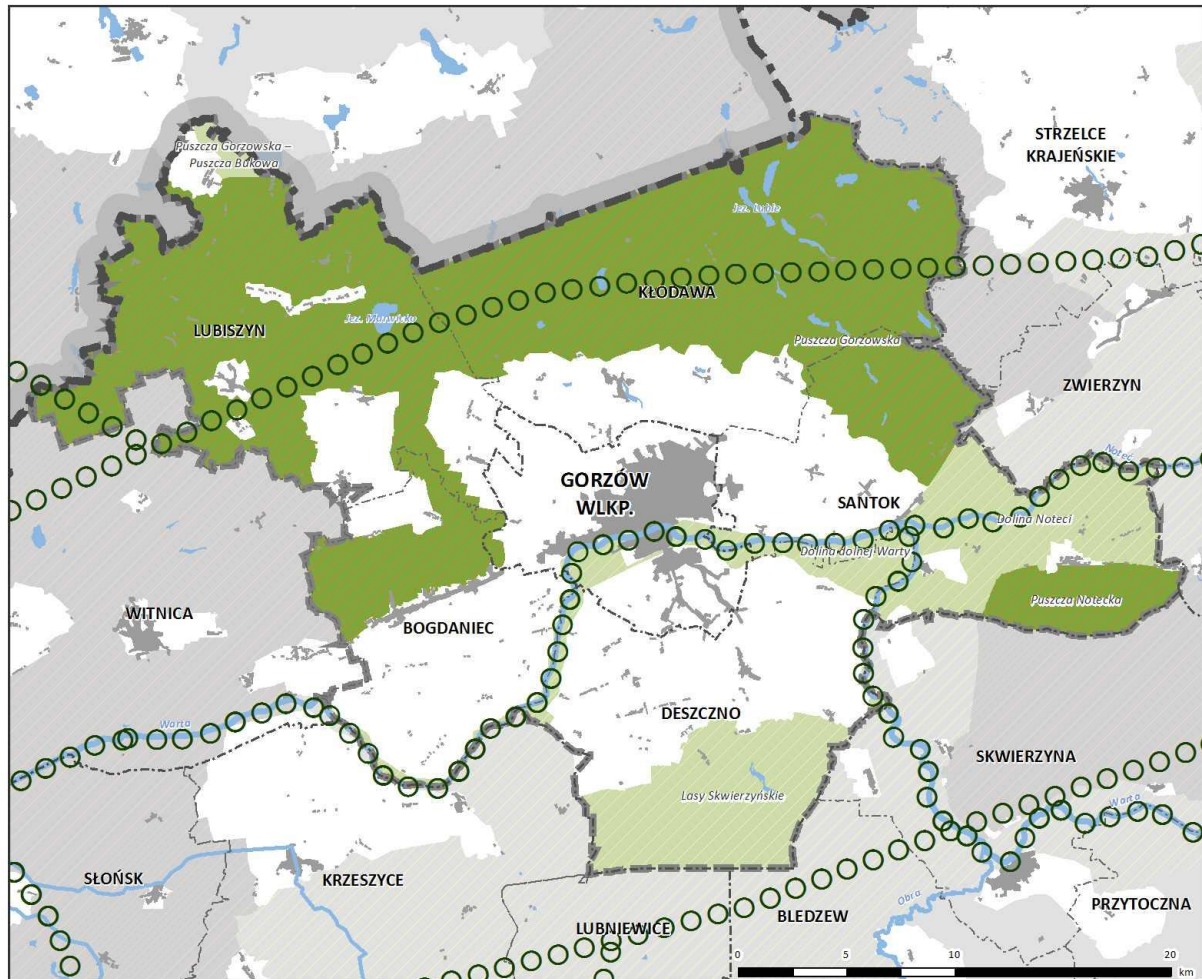 Puszcza Gorzowska –
Puszcza Bukowa
STRZELCE
KRAJEŃSKIE
Jez. Lubie
KŁODAWA
LUBISZYN
Jez. Marwicko
Puszcza Gorzowska
ZWIERZYN
Noteć
GORZÓW
WLKP.
SANTOK
Dolina Noteci
Dolina dolnej Warty
Puszcza Notecka
WITNICA
BOGDANIEC
Warta
DESZCZNO
SKWIERZYNA
Lasy Skwierzyńskie
Warta
SŁOŃSK
KRZESZYCE
Obra
PRZYTOCZNA
LUBNIEWICE
BLEDZEW
0 5 10 20
km